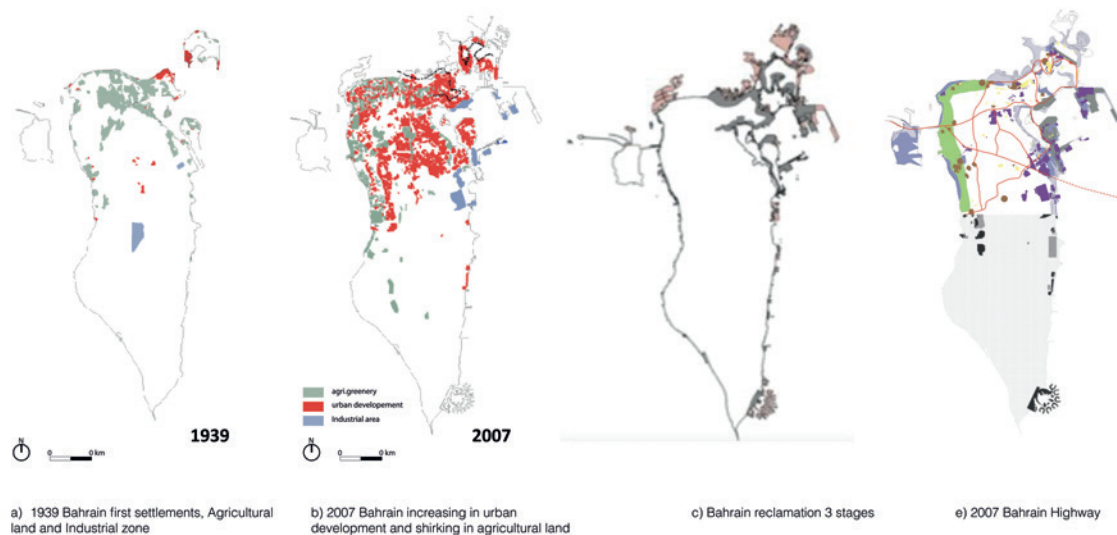 agri.greenery
urban developement
Industrial area
N
0
0 km
1939
N
0
0 km
2007
a) 1939 Bahrain first settlements, Agricultural
land and Industrial zone
b) 2007 Bahrain increasing in urban
development and shirking in agricultural land
c) Bahrain reclamation 3 stages
e) 2007 Bahrain Highway